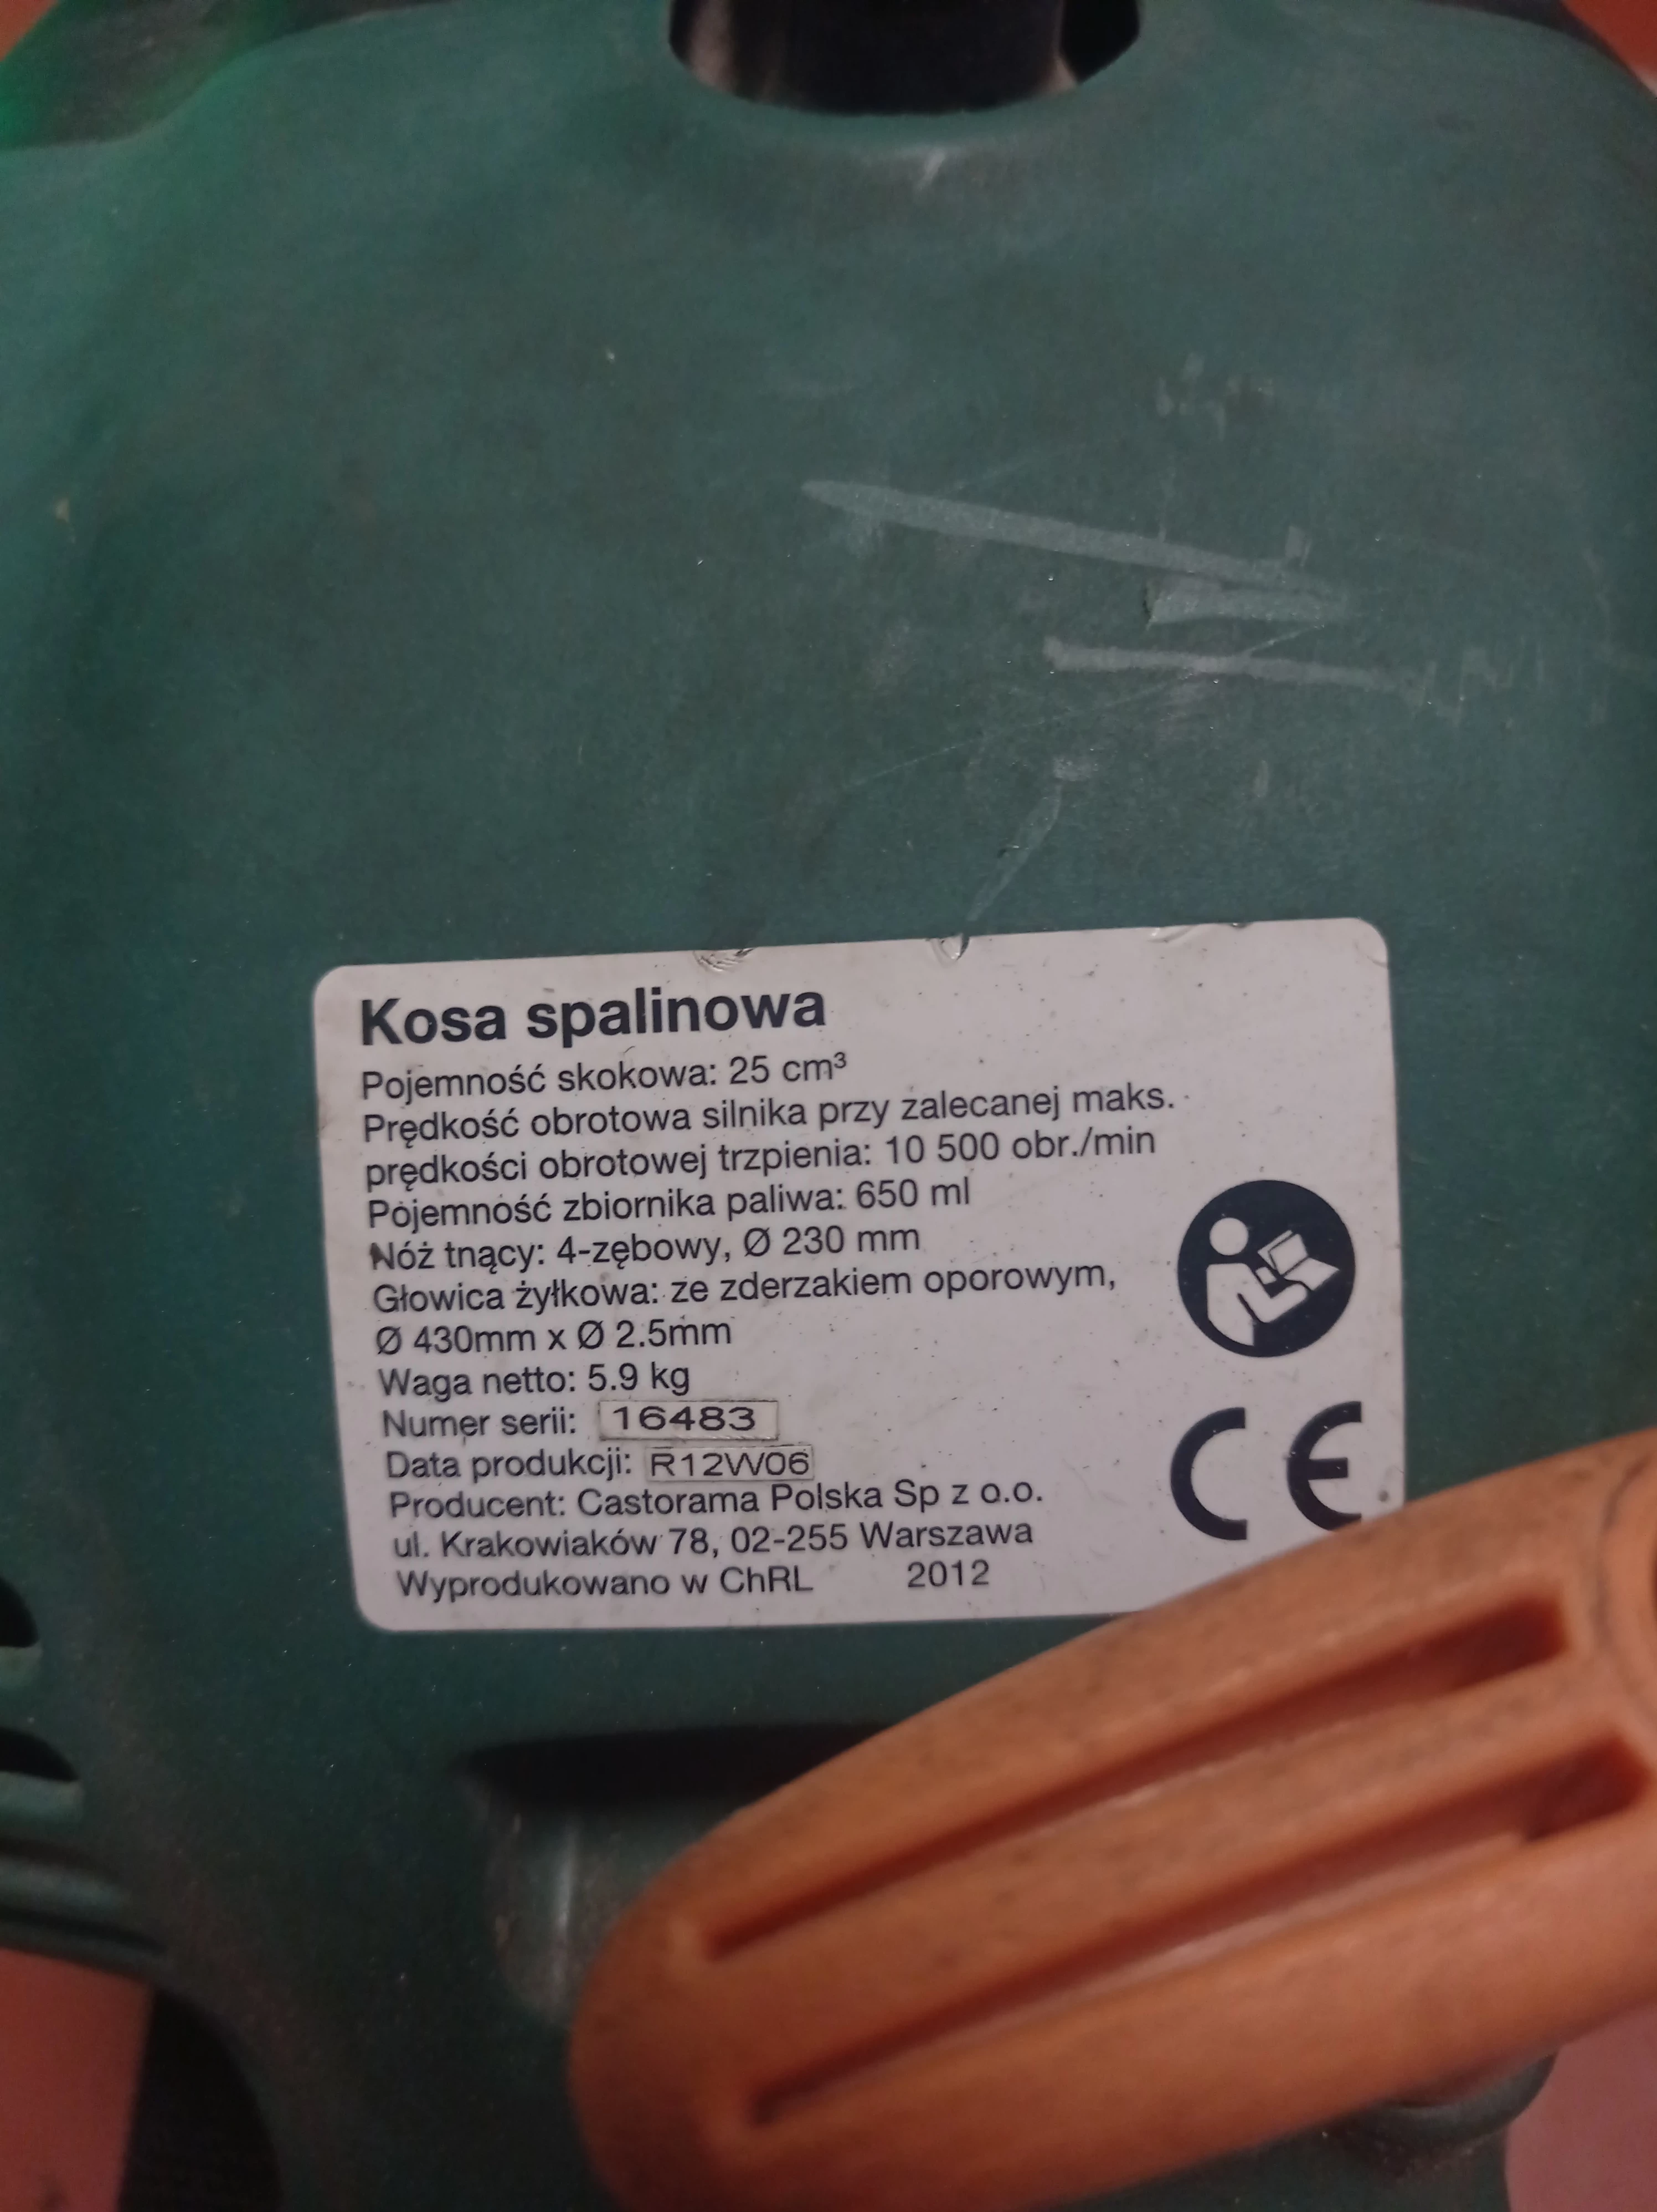 Kosa spalinowa
Pojemność skokowa: 25 cm³
Prędkość obrotowa silnika przy zalecanej maks.
prędkości obrotowej trzpienia: 10 500 obr./min
Pojemność zbiornika paliwa: 650 ml
Nóż tnący: 4-zębowy, Ø 230 mm
Głowica żyłkowa: ze zderzakiem oporowym,
Ø 430mm x Ø 2.5mm
Waga netto: 5.9 kg
Numer serii: 16483
Data produkcji: R12W06
Producent: Castorama Polska Sp z o.o.
ul. Krakowiaków 78, 02-255 Warszawa
Wyprodukowano w ChRL 2012
CE